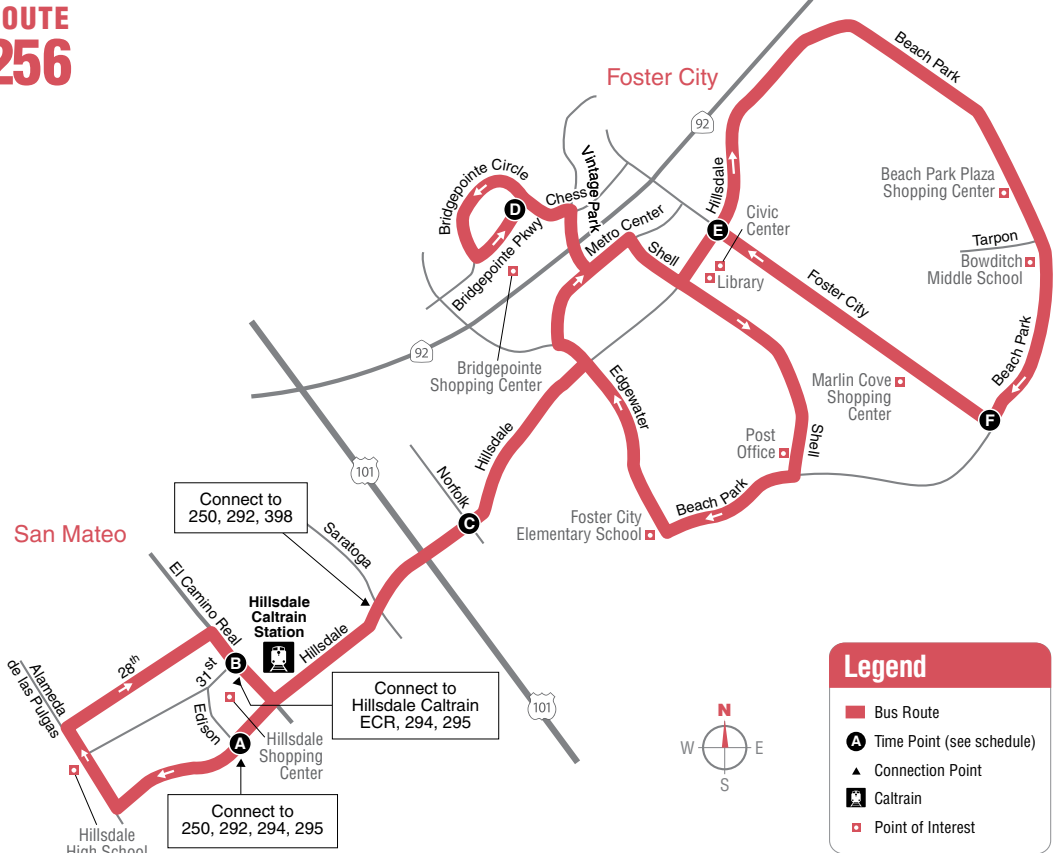 OUTE
256
Foster City
San Mateo
92
Beach Park
Hillsdale
Civic
Center
Library
E
Beach Park Plaza
Shopping Center
Tarpon
Bowditch
Middle School
Beach Park
Foster City
F
Marlin Cove
Shopping
Center
Vintage Park
Chess
Bridgepointe Circle
D
Bridgepointe Pkwy
Metro Center
Shell
Bridgepointe
Shopping Center
92
Edgewater
Shell
Post
Office
Beach Park
Foster City
Elementary School
Hillsdale
Norfolk
C
101
Connect to
250, 292, 398
Saratoga
El Camino Real
Hillsdale
Caltrain
Station
Hillsdale
B
28th
31st
Edison
Alameda
de las Pulgas
A
Hillsdale
Shopping
Center
Connect to
Hillsdale Caltrain
ECR, 294, 295
Connect to
250, 292, 294, 295
Hillsdale
High School
101
N
W
E
S
Legend
Bus Route
A Time Point (see schedule)
Connection Point
Caltrain
Point of Interest